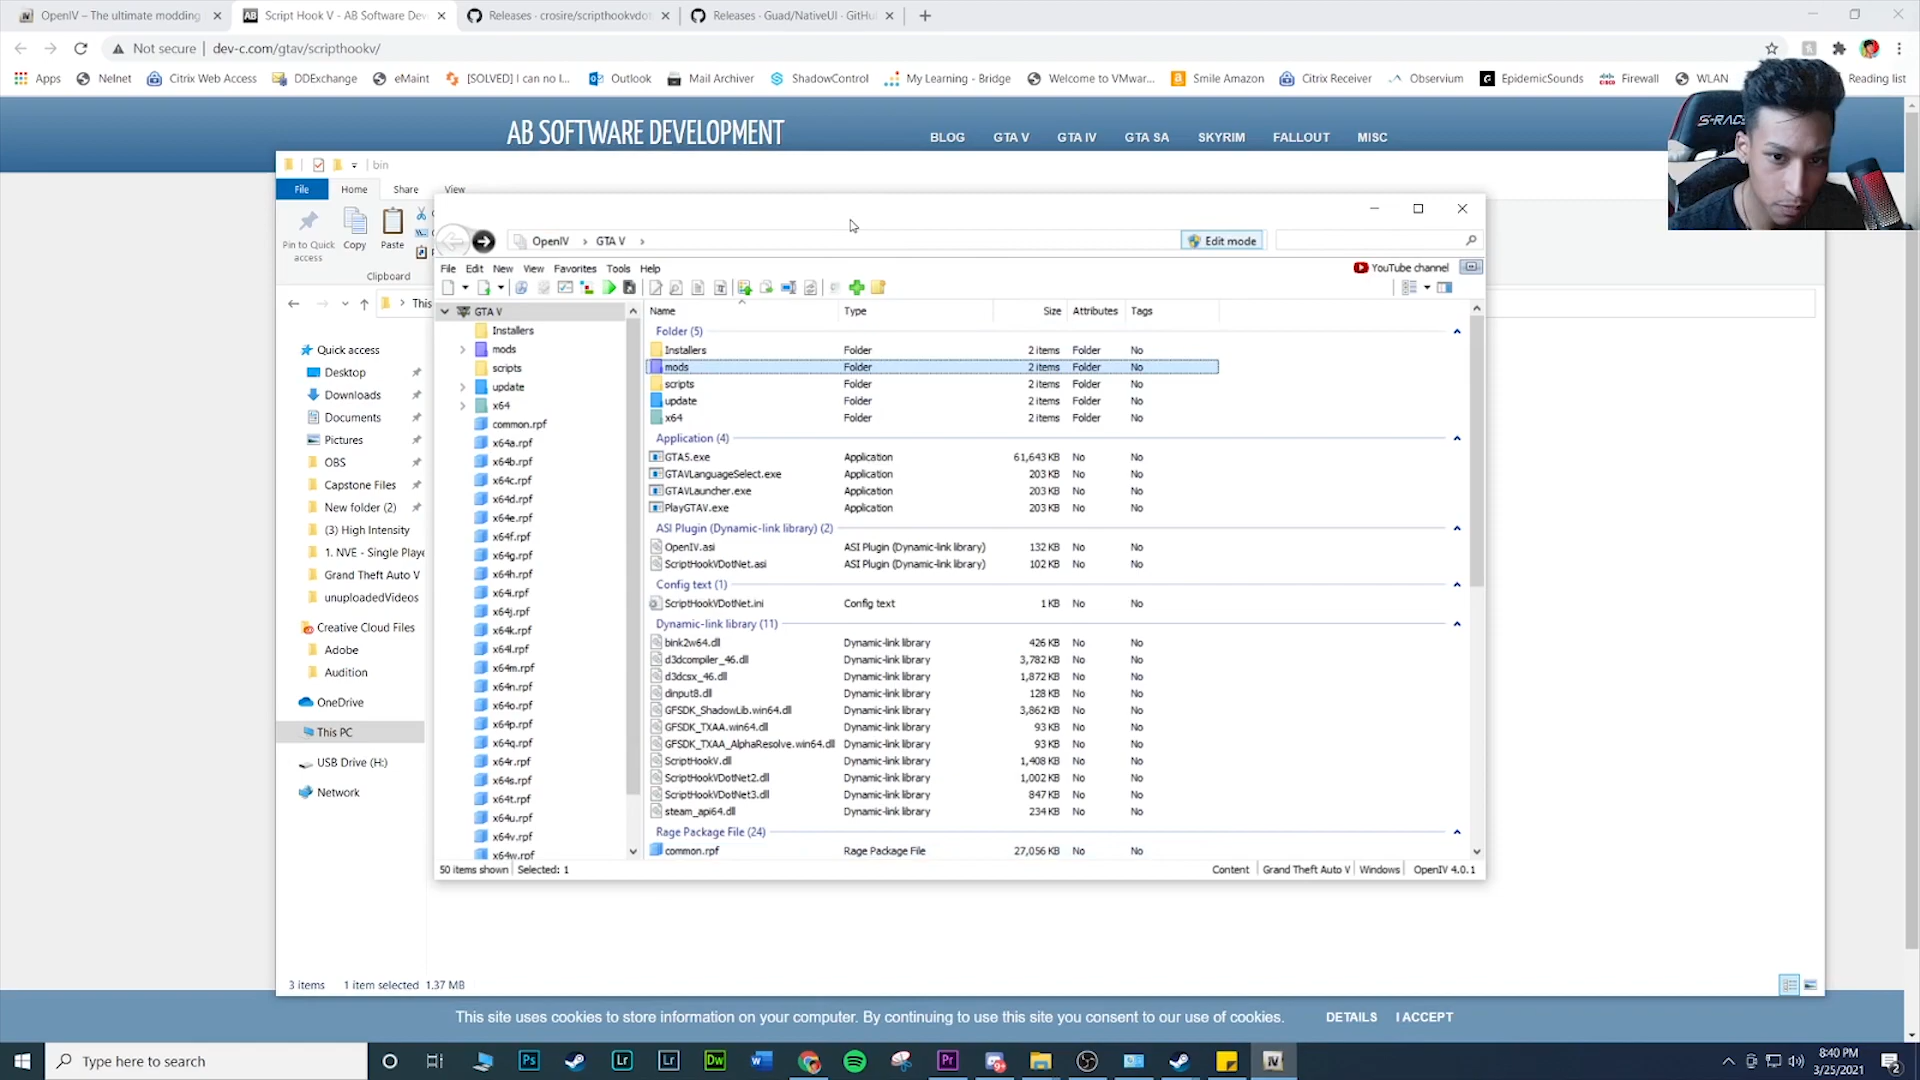 OpenIV – The ultimate modding
Script Hook V - AB Software Dev
Releases · crosire/scripthookvdot
Releases · Guad/NativeUI · GitHu
Not secure | dev-c.com/gtav/scripthookv/
Apps
Nelnet
Citrix Web Access
DDExchange
eMaint
[SOLVED] I can no l...
Outlook
Mail Archiver
ShadowControl
My Learning - Bridge
Welcome to VMwar...
Smile Amazon
Citrix Receiver
Observium
EpidemicSounds
Firewall
WLAN
Reading list
AB SOFTWARE DEVELOPMENT
BLOG GTA V GTA IV GTA SA SKYRIM FALLOUT MISC
bin
File Home Share View
Pin to Quick access
Copy
Paste
Clipboard
This
Quick access
Desktop
Downloads
Documents
Pictures
OBS
Capstone Files
New folder (2)
(3) High Intensity
1. NVE - Single Playe
Grand Theft Auto V
unuploadedVideos
Creative Cloud Files
Adobe
Audition
OneDrive
This PC
USB Drive (H:)
Network
3 items 1 item selected 1.37 MB
OpenIV › GTA V ›
Edit mode
File Edit New View Favorites Tools Help
YouTube channel
GTA V
Installers
mods
scripts
update
x64
common.rpf
x64a.rpf
x64b.rpf
x64c.rpf
x64d.rpf
x64e.rpf
x64f.rpf
x64g.rpf
x64h.rpf
x64i.rpf
x64j.rpf
x64k.rpf
x64l.rpf
x64m.rpf
x64n.rpf
x64o.rpf
x64p.rpf
x64q.rpf
x64r.rpf
x64s.rpf
x64t.rpf
x64u.rpf
x64v.rpf
x64w.rpf
Name Type Size Attributes Tags
Folder (5)
Installers Folder 2 items Folder No
mods Folder 2 items Folder No
scripts Folder 2 items Folder No
update Folder 2 items Folder No
x64 Folder 2 items Folder No
Application (4)
GTA5.exe Application 61,643 KB No No
GTAVLanguageSelect.exe Application 203 KB No No
GTAVLauncher.exe Application 203 KB No No
PlayGTAV.exe Application 203 KB No No
ASI Plugin (Dynamic-link library) (2)
OpenIV.asi ASI Plugin (Dynamic-link library) 132 KB No No
ScriptHookVDotNet.asi ASI Plugin (Dynamic-link library) 102 KB No No
Config text (1)
ScriptHookVDotNet.ini Config text 1 KB No No
Dynamic-link library (11)
bink2w64.dll Dynamic-link library 426 KB No No
d3dcompiler_46.dll Dynamic-link library 3,782 KB No No
d3dcsx_46.dll Dynamic-link library 1,872 KB No No
dinput8.dll Dynamic-link library 128 KB No No
GFSDK_ShadowLib.win64.dll Dynamic-link library 3,862 KB No No
GFSDK_TXAA.win64.dll Dynamic-link library 93 KB No No
GFSDK_TXAA_AlphaResolve.win64.dll Dynamic-link library 93 KB No No
ScriptHookV.dll Dynamic-link library 1,408 KB No No
ScriptHookVDotNet2.dll Dynamic-link library 1,002 KB No No
ScriptHookVDotNet3.dll Dynamic-link library 847 KB No No
steam_api64.dll Dynamic-link library 234 KB No No
Rage Package File (24)
common.rpf Rage Package File 27,056 KB No No
50 items shown Selected: 1
Content Grand Theft Auto V Windows OpenIV 4.0.1
This site uses cookies to store information on your computer. By continuing to use this site you consent to our use of cookies.
DETAILS I ACCEPT
Type here to search
8:40 PM
3/25/2021